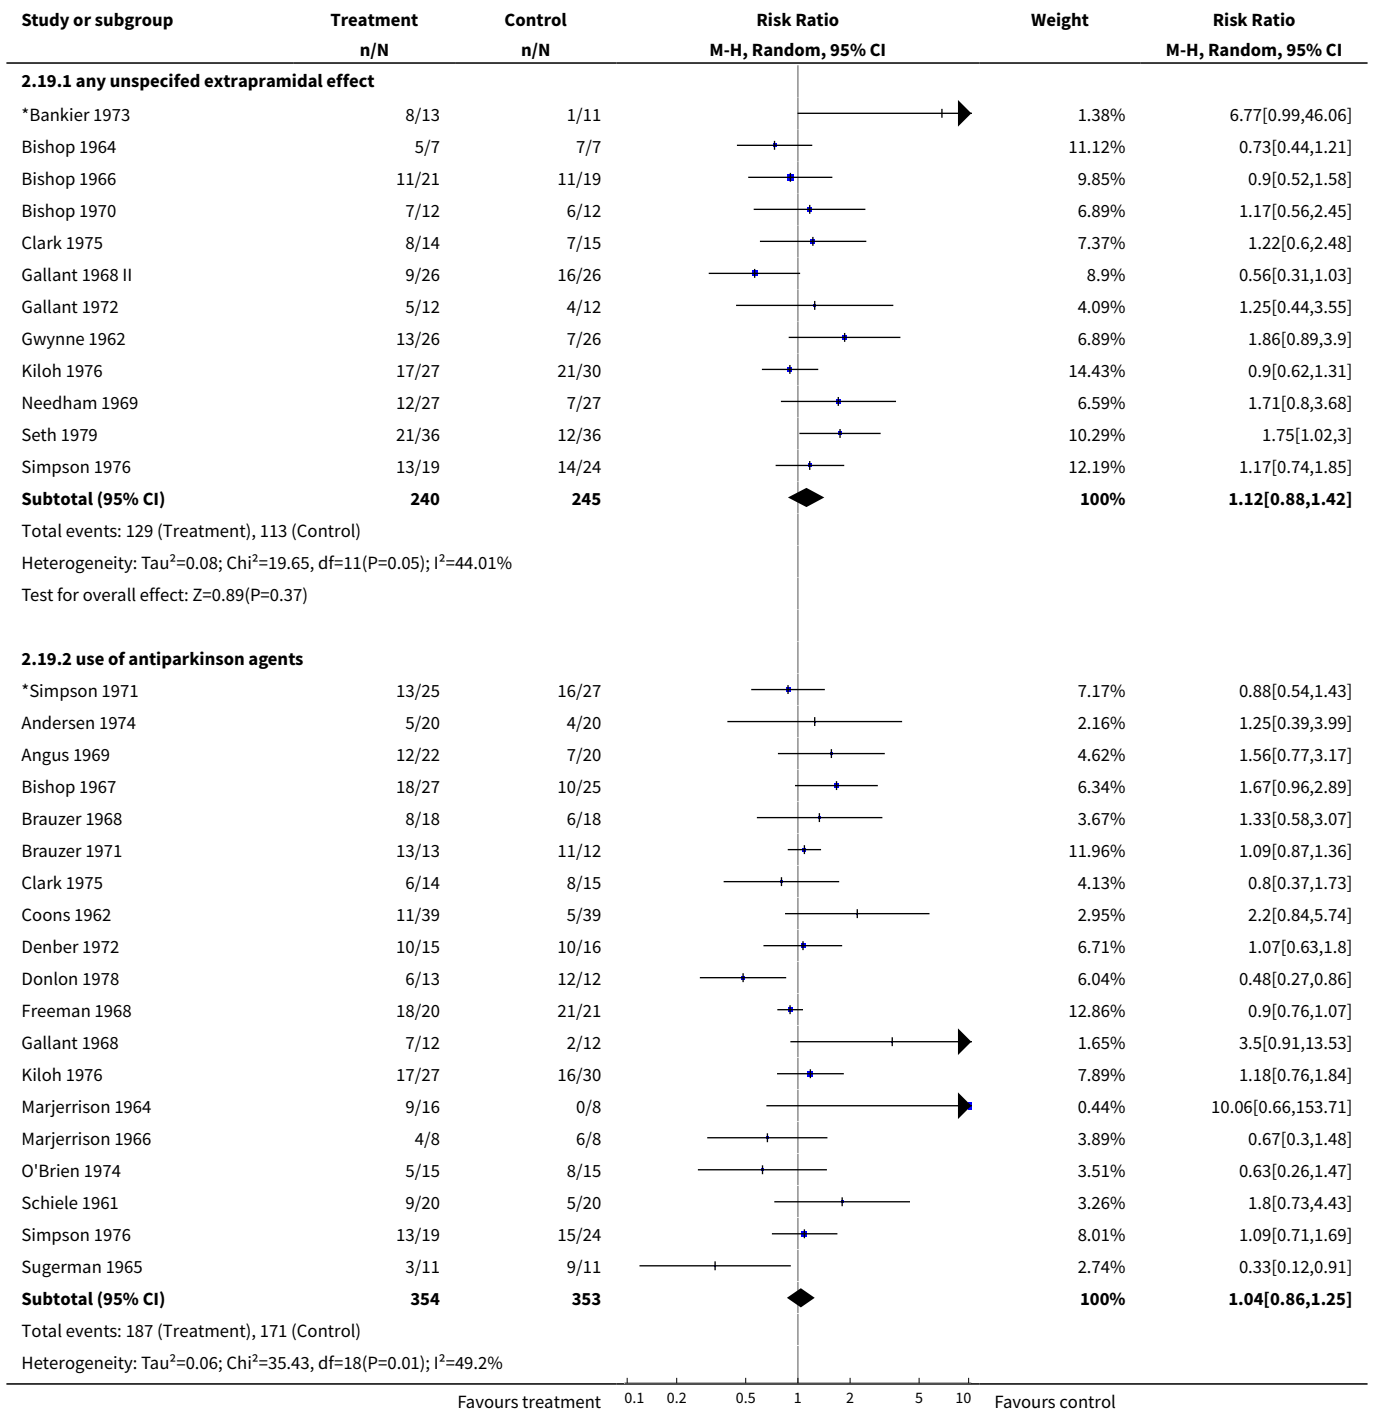 Study or subgroup Treatment Control Risk Ratio Weight Risk Ratio
n/N n/N M-H, Random, 95% CI M-H, Random, 95% CI
2.19.1 any unspecifed extrapramidal effect
*Bankier 1973 8/13 1/11 1.38% 6.77[0.99,46.06]
Bishop 1964 5/7 7/7 11.12% 0.73[0.44,1.21]
Bishop 1966 11/21 11/19 9.85% 0.9[0.52,1.58]
Bishop 1970 7/12 6/12 6.89% 1.17[0.56,2.45]
Clark 1975 8/14 7/15 7.37% 1.22[0.6,2.48]
Gallant 1968 II 9/26 16/26 8.9% 0.56[0.31,1.03]
Gallant 1972 5/12 4/12 4.09% 1.25[0.44,3.55]
Gwynne 1962 13/26 7/26 6.89% 1.86[0.89,3.9]
Kiloh 1976 17/27 21/30 14.43% 0.9[0.62,1.31]
Needham 1969 12/27 7/27 6.59% 1.71[0.8,3.68]
Seth 1979 21/36 12/36 10.29% 1.75[1.02,3]
Simpson 1976 13/19 14/24 12.19% 1.17[0.74,1.85]
Subtotal (95% CI) 240 245 100% 1.12[0.88,1.42]
Total events: 129 (Treatment), 113 (Control)
Heterogeneity: Tau²=0.08; Chi²=19.65, df=11(P=0.05); I²=44.01%
Test for overall effect: Z=0.89(P=0.37)
2.19.2 use of antiparkinson agents
*Simpson 1971 13/25 16/27 7.17% 0.88[0.54,1.43]
Andersen 1974 5/20 4/20 2.16% 1.25[0.39,3.99]
Angus 1969 12/22 7/20 4.62% 1.56[0.77,3.17]
Bishop 1967 18/27 10/25 6.34% 1.67[0.96,2.89]
Brauzer 1968 8/18 6/18 3.67% 1.33[0.58,3.07]
Brauzer 1971 13/13 11/12 11.96% 1.09[0.87,1.36]
Clark 1975 6/14 8/15 4.13% 0.8[0.37,1.73]
Coons 1962 11/39 5/39 2.95% 2.2[0.84,5.74]
Denber 1972 10/15 10/16 6.71% 1.07[0.63,1.8]
Donlon 1978 6/13 12/12 6.04% 0.48[0.27,0.86]
Freeman 1968 18/20 21/21 12.86% 0.9[0.76,1.07]
Gallant 1968 7/12 2/12 1.65% 3.5[0.91,13.53]
Kiloh 1976 17/27 16/30 7.89% 1.18[0.76,1.84]
Marjerrison 1964 9/16 0/8 0.44% 10.06[0.66,153.71]
Marjerrison 1966 4/8 6/8 3.89% 0.67[0.3,1.48]
O'Brien 1974 5/15 8/15 3.51% 0.63[0.26,1.47]
Schiele 1961 9/20 5/20 3.26% 1.8[0.73,4.43]
Simpson 1976 13/19 15/24 8.01% 1.09[0.71,1.69]
Sugerman 1965 3/11 9/11 2.74% 0.33[0.12,0.91]
Subtotal (95% CI) 354 353 100% 1.04[0.86,1.25]
Total events: 187 (Treatment), 171 (Control)
Heterogeneity: Tau²=0.06; Chi²=35.43, df=18(P=0.01); I²=49.2%
Favours treatment 0.1 0.2 0.5 1 2 5 10 Favours control